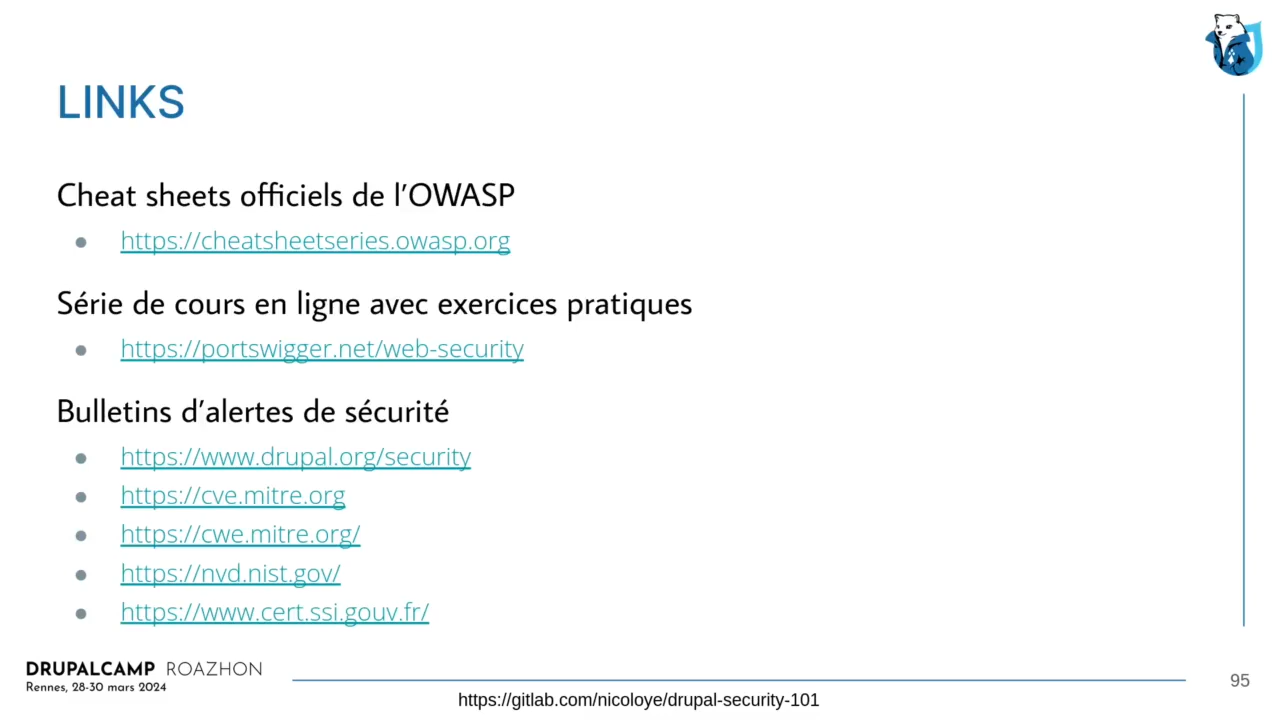 LINKS
Cheat sheets officiels de l’OWASP
● https://cheatsheetseries.owasp.org
Série de cours en ligne avec exercices pratiques
● https://portswigger.net/web-security
Bulletins d’alertes de sécurité
● https://www.drupal.org/security
● https://cve.mitre.org
● https://cwe.mitre.org/
● https://nvd.nist.gov/
● https://www.cert.ssi.gouv.fr/
DRUPALCAMP ROAZHON
Rennes, 28-30 mars 2024
https://gitlab.com/nicoloye/drupal-security-101
95